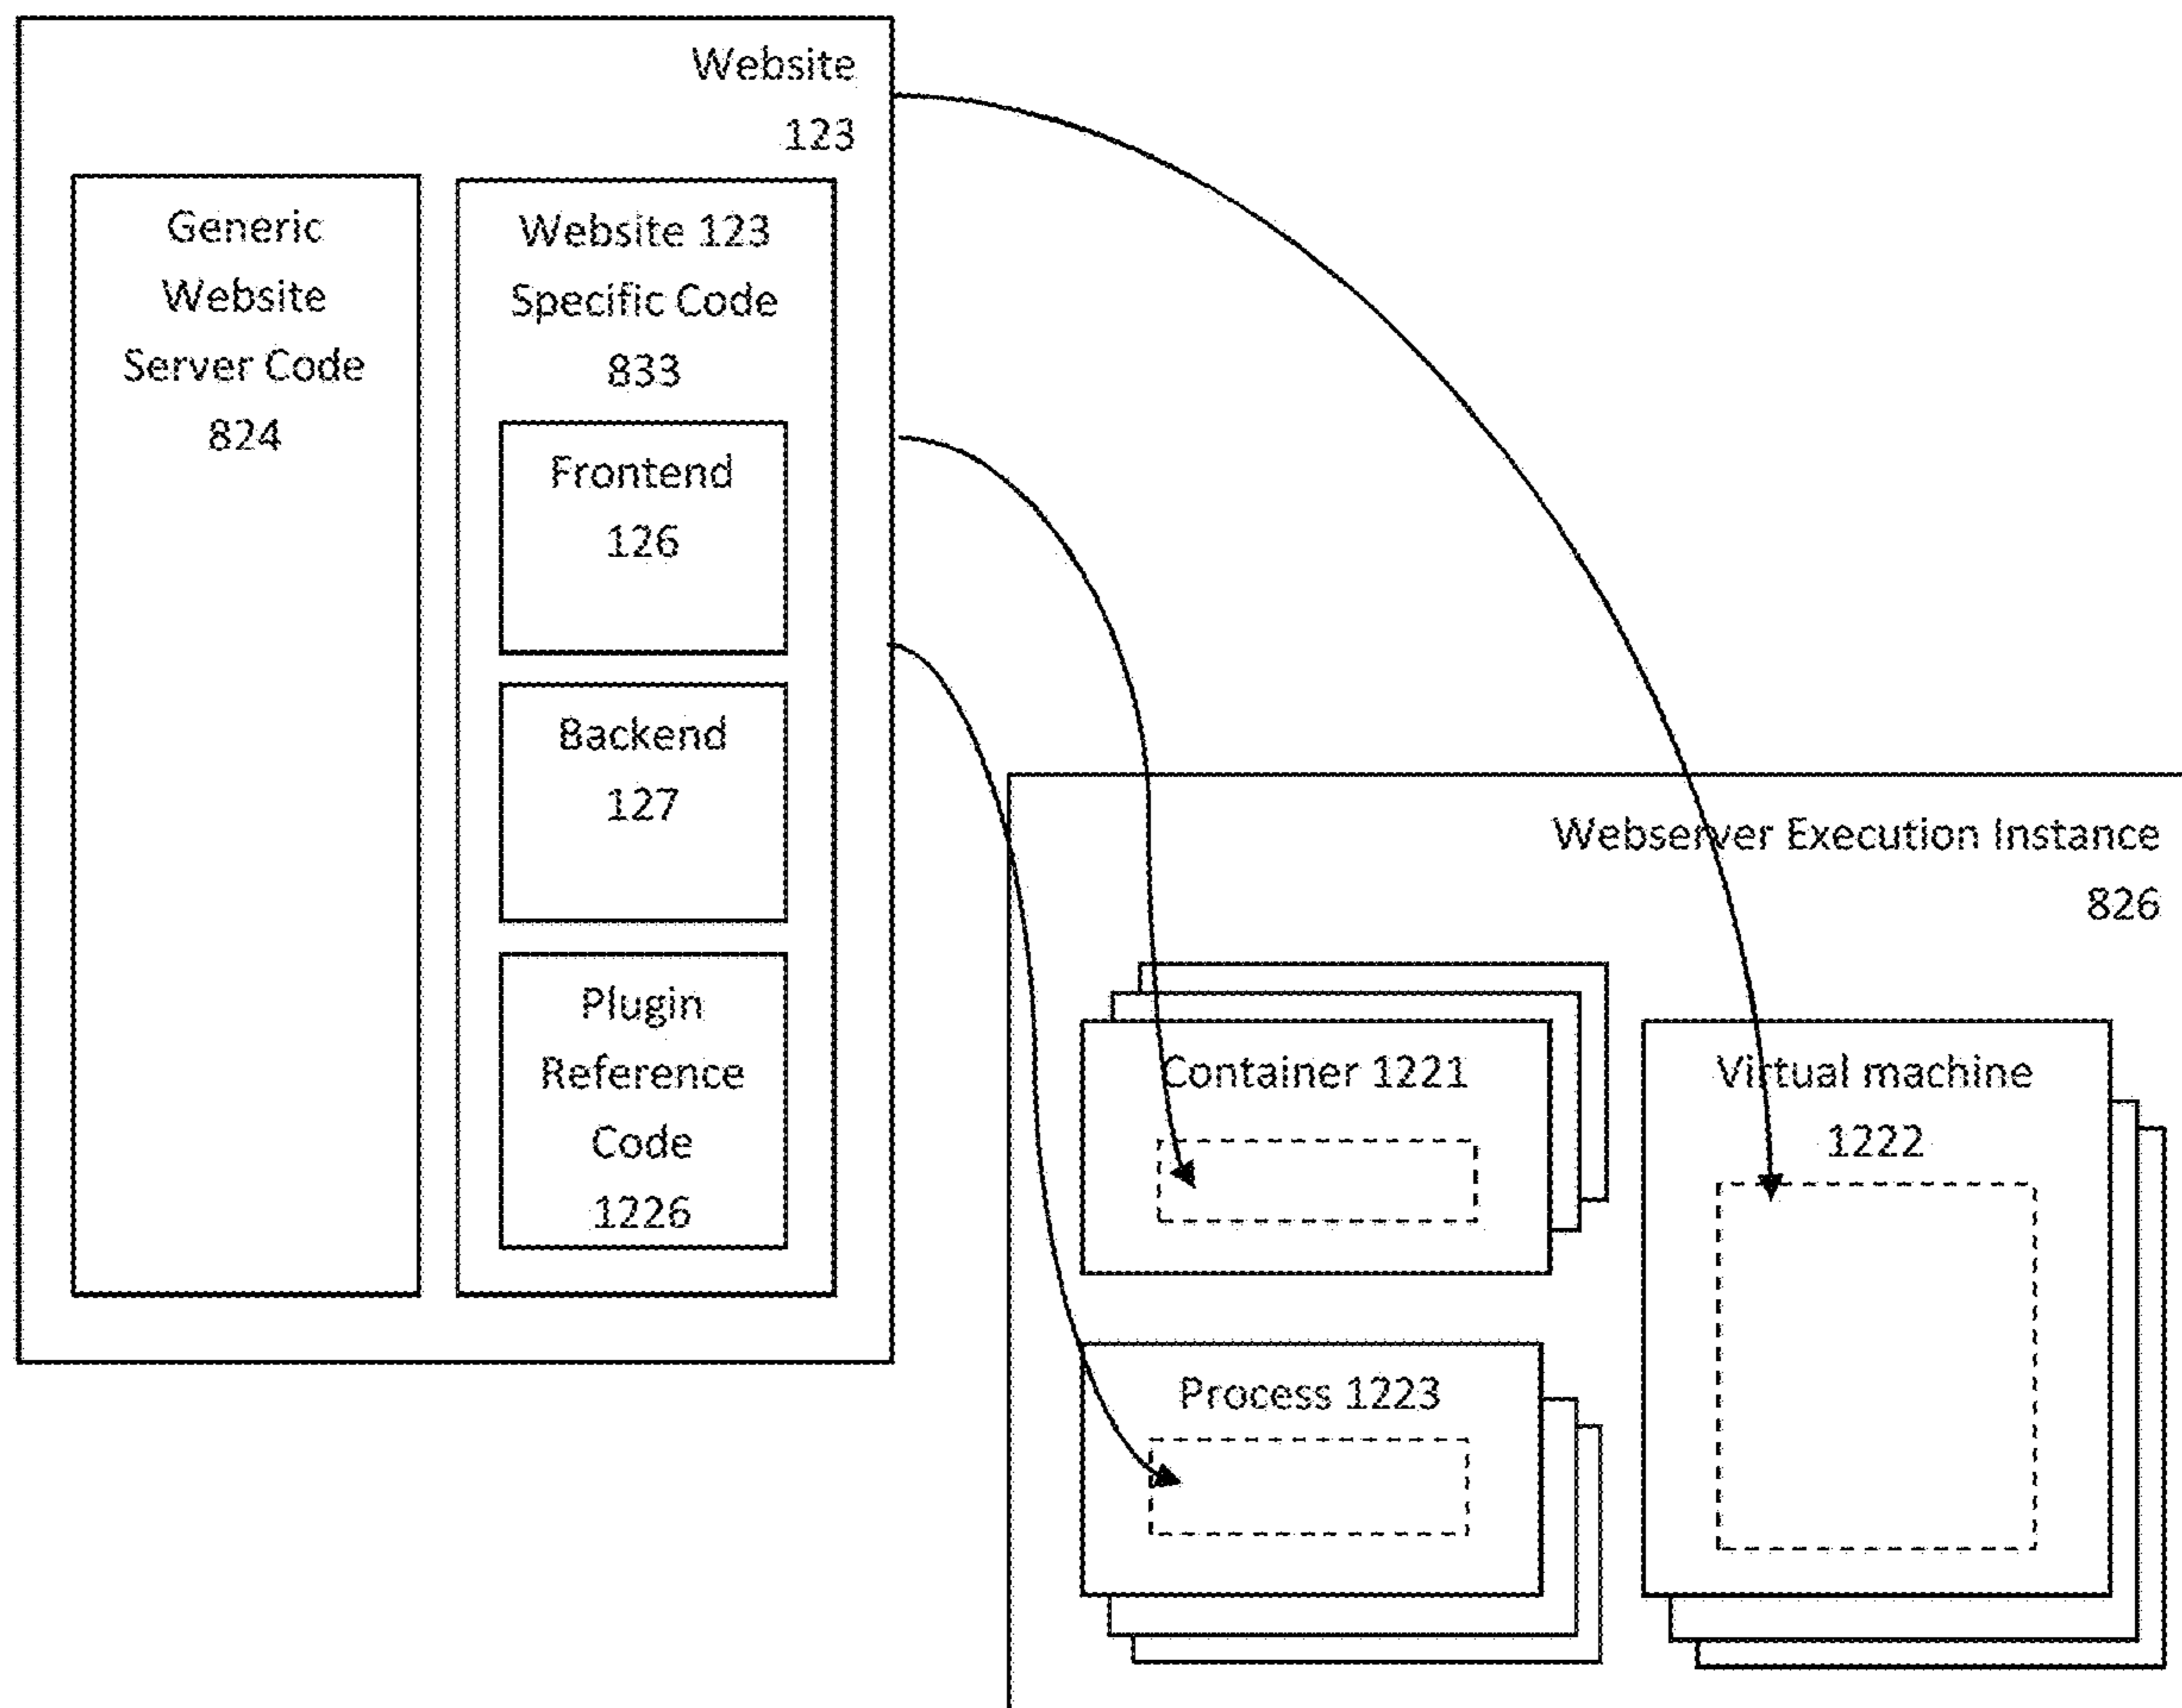 Website
123
Generic
Website
Server Code
824
Website 123
Specific Code
833
Frontend
126
Backend
127
Plugin
Reference
Code
1226
Webserver Execution Instance
826
Container 1221
Virtual machine
1222
Process 1223